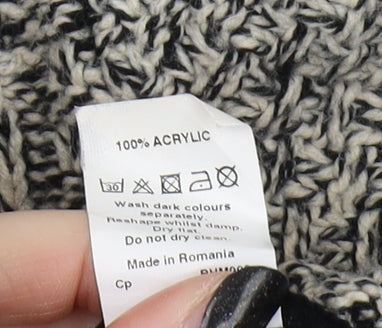 100% ACRYLIC
30
Wash dark colours
separately.
Reshape whilst damp.
Dry flat.
Do not dry clean.
Made in Romania
Cp